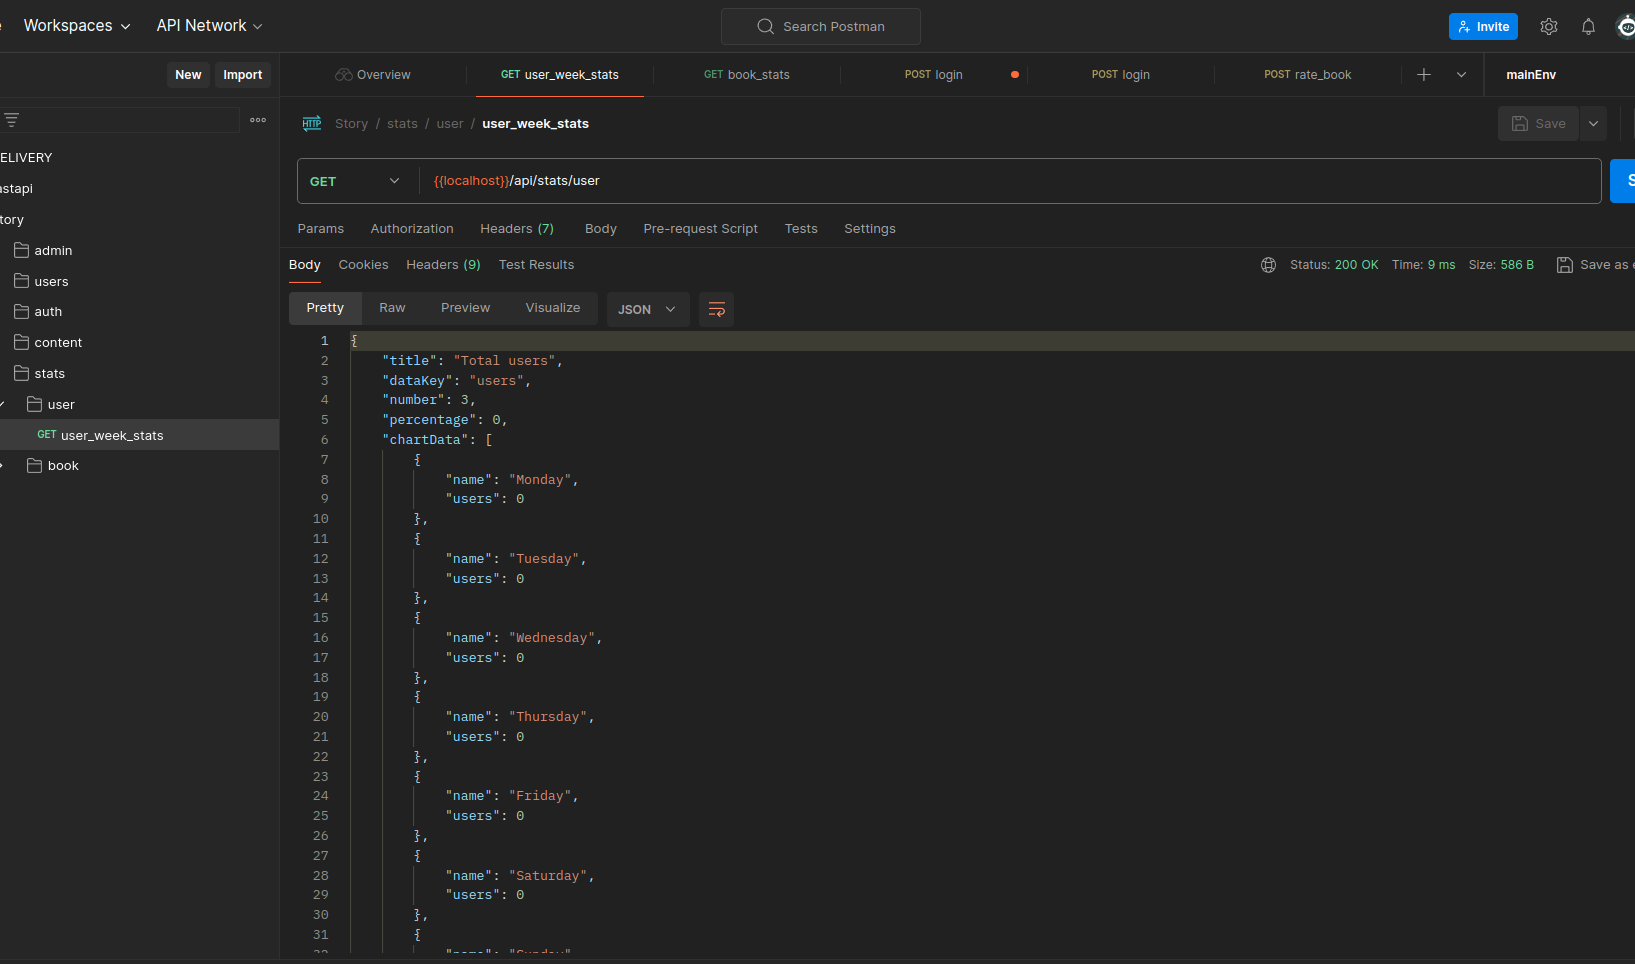 Workspaces API Network Search Postman Invite
New Import Overview GET user_week_stats GET book_stats POST login POST login POST rate_book mainEnv
Story / stats / user / user_week_stats Save
ELIVERY
astapi
tory
admin
users
auth
content
stats
user
GET user_week_stats
book
GET {{localhost}}/api/stats/user S
Params Authorization Headers (7) Body Pre-request Script Tests Settings
Body Cookies Headers (9) Test Results Status: 200 OK Time: 9 ms Size: 586 B Save as e
Pretty Raw Preview Visualize JSON
1 {
2 "title": "Total users",
3 "dataKey": "users",
4 "number": 3,
5 "percentage": 0,
6 "chartData": [
7 {
8 "name": "Monday",
9 "users": 0
10 },
11 {
12 "name": "Tuesday",
13 "users": 0
14 },
15 {
16 "name": "Wednesday",
17 "users": 0
18 },
19 {
20 "name": "Thursday",
21 "users": 0
22 },
23 {
24 "name": "Friday",
25 "users": 0
26 },
27 {
28 "name": "Saturday",
29 "users": 0
30 },
31 {
32 "name": "Sunday"